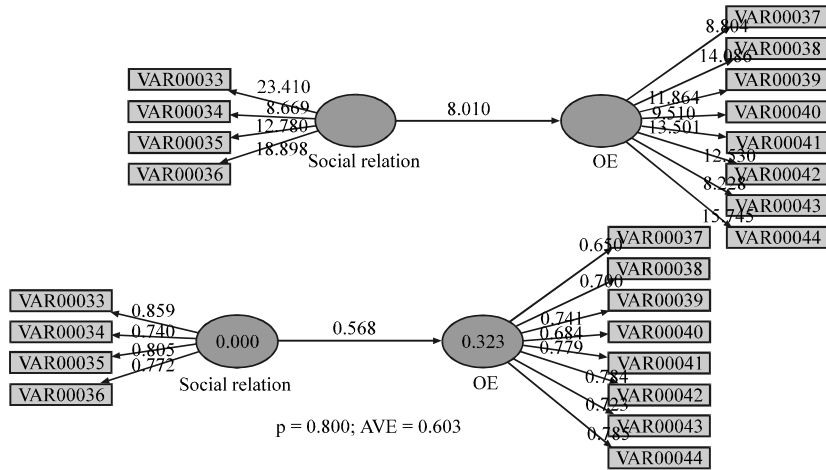 VAR00037
8.804
VAR00038
14.086
VAR00033
23.410
VAR00039
11.864
VAR00034
8.669
8.010
9.510
VAR00040
12.780
13.501
VAR00035
VAR00041
18.898
Social relation
OE
12.530
VAR00036
VAR00042
8.228
VAR00043
15.745
VAR00044
0.650
VAR00037
0.700
VAR00038
VAR00033
0.859
VAR00039
0.741
VAR00034
0.740
0.000
0.568
0.323
0.684
VAR00040
0.805
0.779
VAR00035
0.772
VAR00041
Social relation
OE
0.784
VAR00036
VAR00042
0.723
p = 0.800; AVE = 0.603
VAR00043
0.785
VAR00044